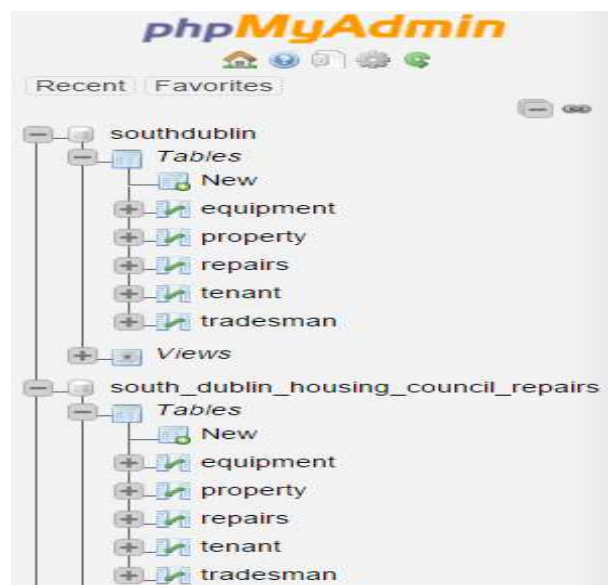 phpMyAdmin
Recent Favorites
southdublin
Tables
New
equipment
property
repairs
tenant
tradesman
Views
south_dublin_housing_council_repairs
Tables
New
equipment
property
repairs
tenant
tradesman